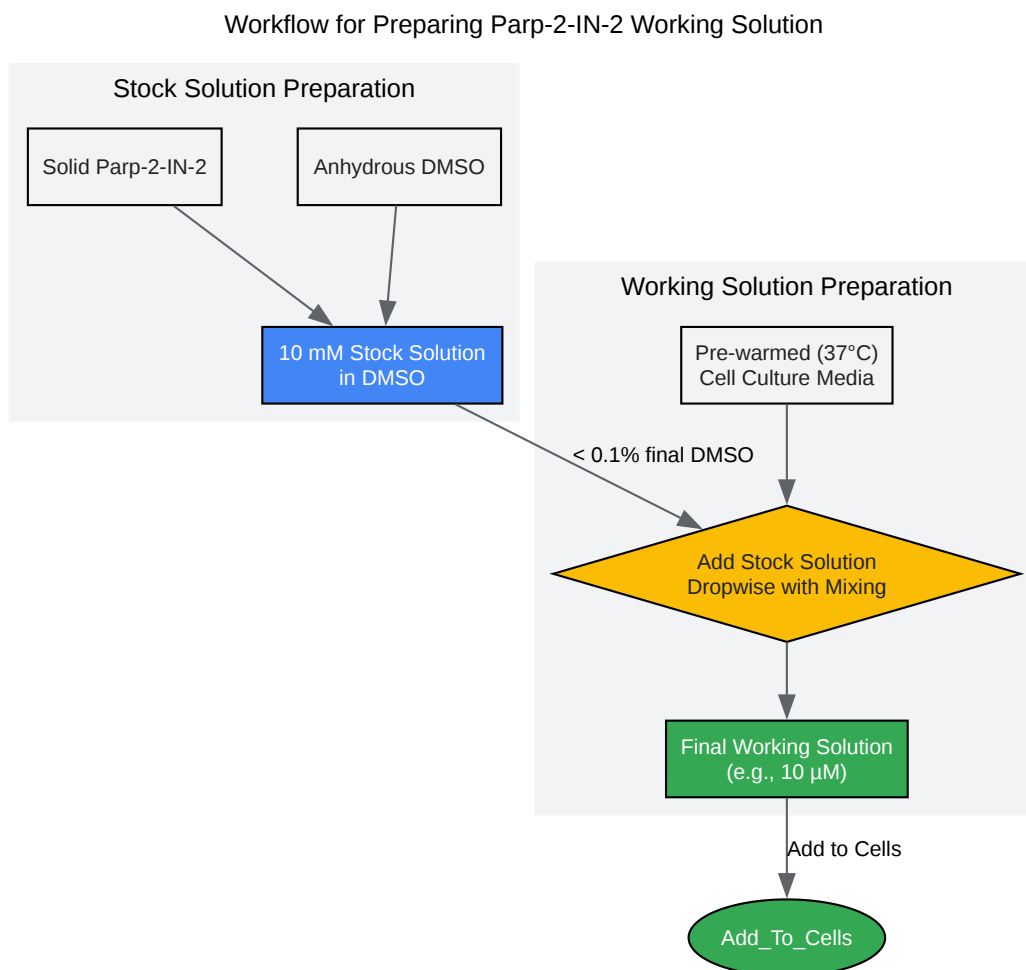 Workflow for Preparing Parp-2-IN-2 Working Solution
Stock Solution Preparation
Solid Parp-2-IN-2
Anhydrous DMSO
10 mM Stock Solution
in DMSO
Working Solution Preparation
Pre-warmed (37°C)
Cell Culture Media
< 0.1% final DMSO
Add Stock Solution
Dropwise with Mixing
Final Working Solution
(e.g., 10 µM)
Add to Cells
Add_To_Cells